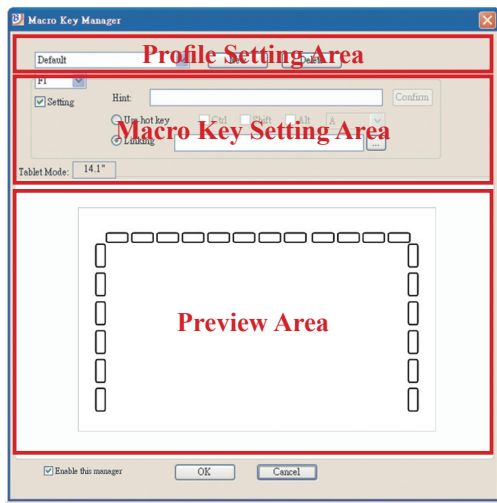 Macro Key Manager
Profile Setting Area
Default New Delete
F1
Setting Hint: Confirm
Use hot key Ctrl Shift Alt A
Macro Key Setting Area
Linking ...
Tablet Mode: 14.1"
Preview Area
Enable this manager OK Cancel